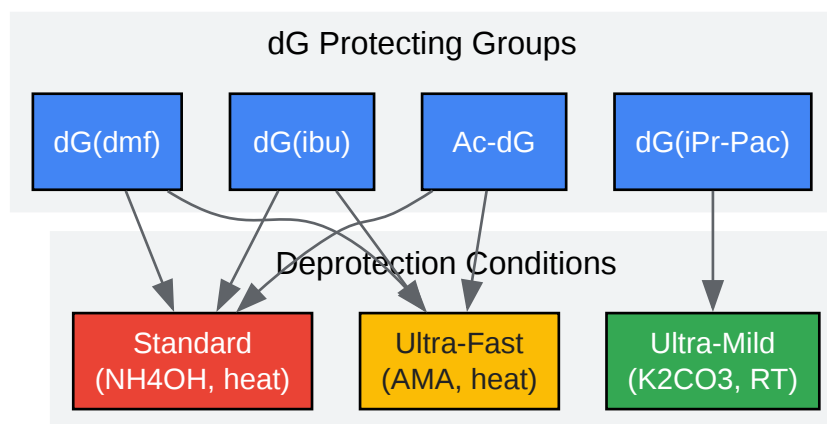 dG Protecting Groups
dG(dmf)
dG(ibu)
Ac-dG
dG(iPr-Pac)
Deprotection Conditions
Standard
(NH4OH, heat)
Ultra-Fast
(AMA, heat)
Ultra-Mild
(K2CO3, RT)